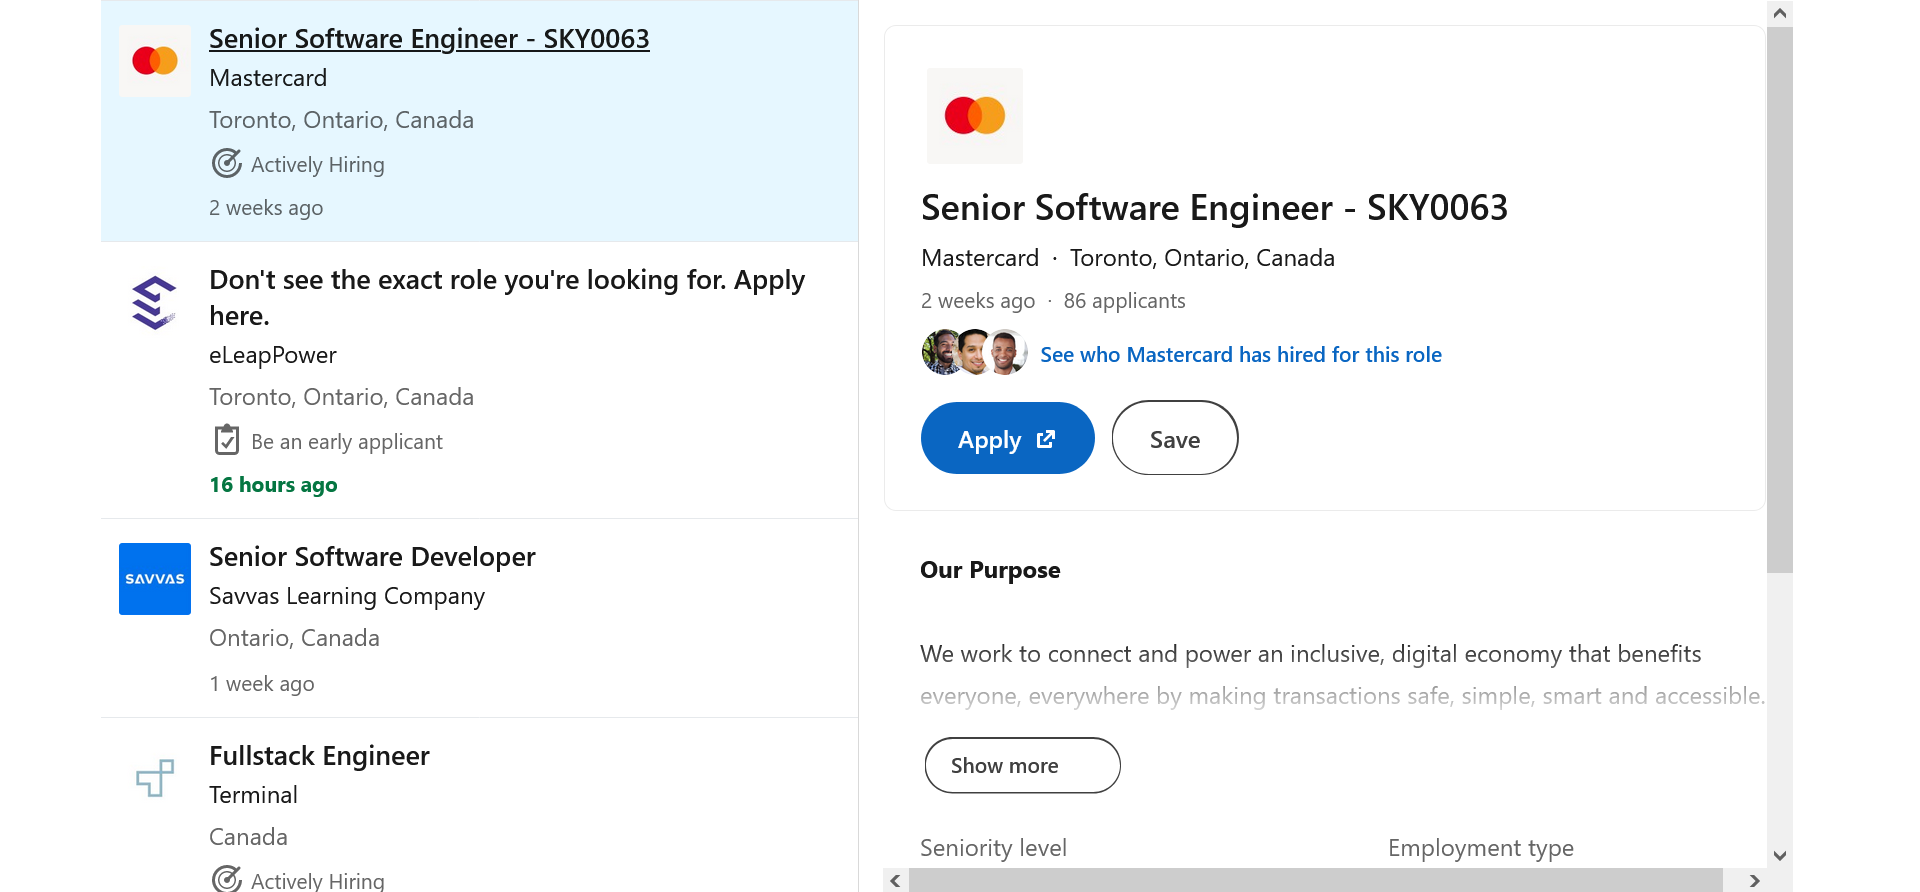 Senior Software Engineer - SKY0063
Mastercard
Toronto, Ontario, Canada
Actively Hiring
2 weeks ago
Don't see the exact role you're looking for. Apply
here.
eLeapPower
Toronto, Ontario, Canada
Be an early applicant
16 hours ago
SAVVAS
Senior Software Developer
Savvas Learning Company
Ontario, Canada
1 week ago
Fullstack Engineer
Terminal
Canada
Actively Hiring
Senior Software Engineer - SKY0063
Mastercard · Toronto, Ontario, Canada
2 weeks ago · 86 applicants
See who Mastercard has hired for this role
Apply Save
Our Purpose
We work to connect and power an inclusive, digital economy that benefits
everyone, everywhere by making transactions safe, simple, smart and accessible.
Show more
Seniority level Employment type